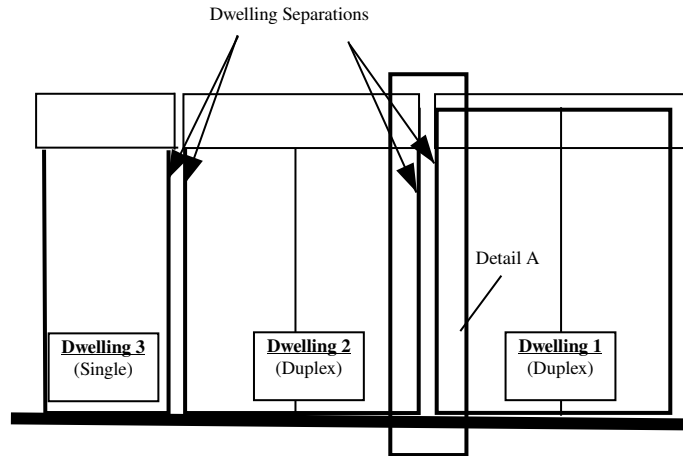 Dwelling Separations
Detail A
Dwelling 3
(Single)
Dwelling 2
(Duplex)
Dwelling 1
(Duplex)